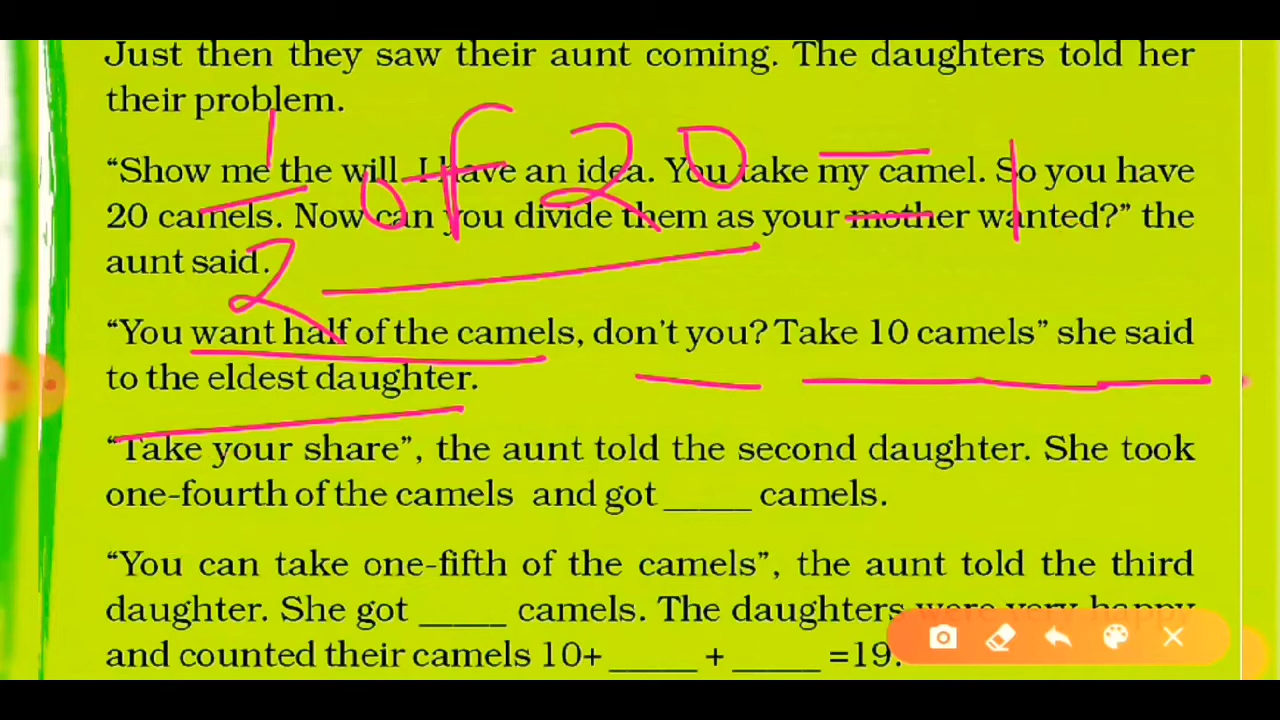 Just then they saw their aunt coming. The daughters told her
their problem.
“Show me the will. I have an idea. You take my camel. So you have
20 camels. Now can you divide them as your mother wanted?” the
aunt said.
1/2 of 20
“You want half of the camels, don't you? Take 10 camels” she said
to the eldest daughter.
“Take your share”, the aunt told the second daughter. She took
one-fourth of the camels and got _____ camels.
“You can take one-fifth of the camels”, the aunt told the third
daughter. She got _____ camels. The daughters were very happy
and counted their camels 10+ _____ + _____ =19.